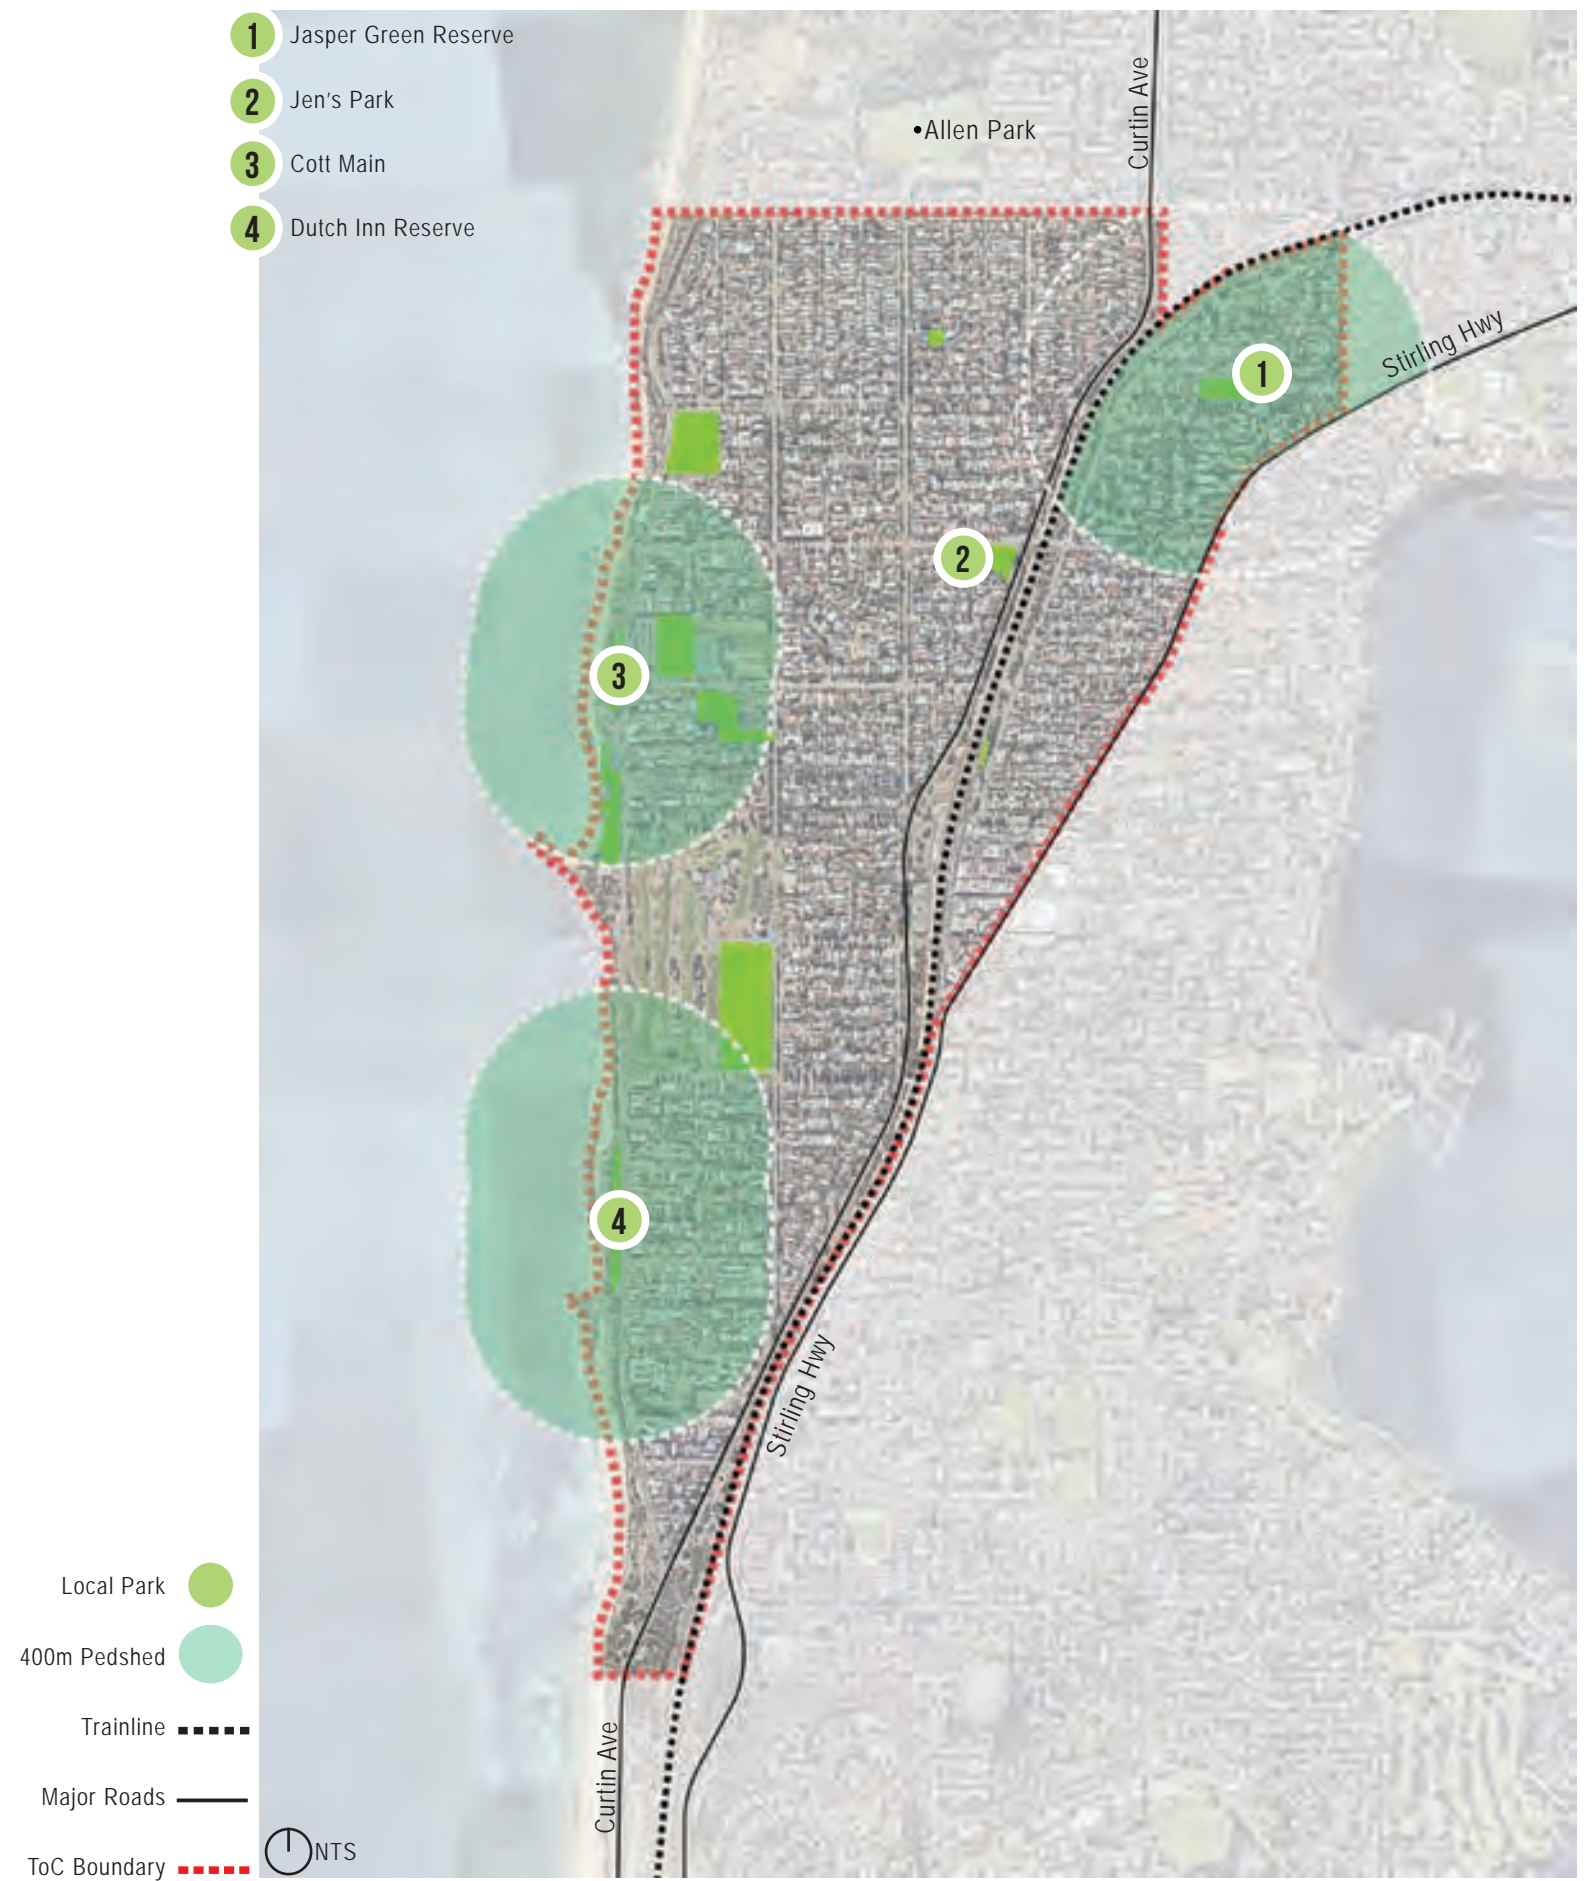 1 Jasper Green Reserve
2 Jen's Park
3 Cott Main
4 Dutch Inn Reserve
Curtin Ave
•Allen Park
Stirling Hwy
1
2
3
4
Stirling Hwy
Curtin Ave
Local Park
400m Pedshed
Trainline
Major Roads
ToC Boundary
NTS